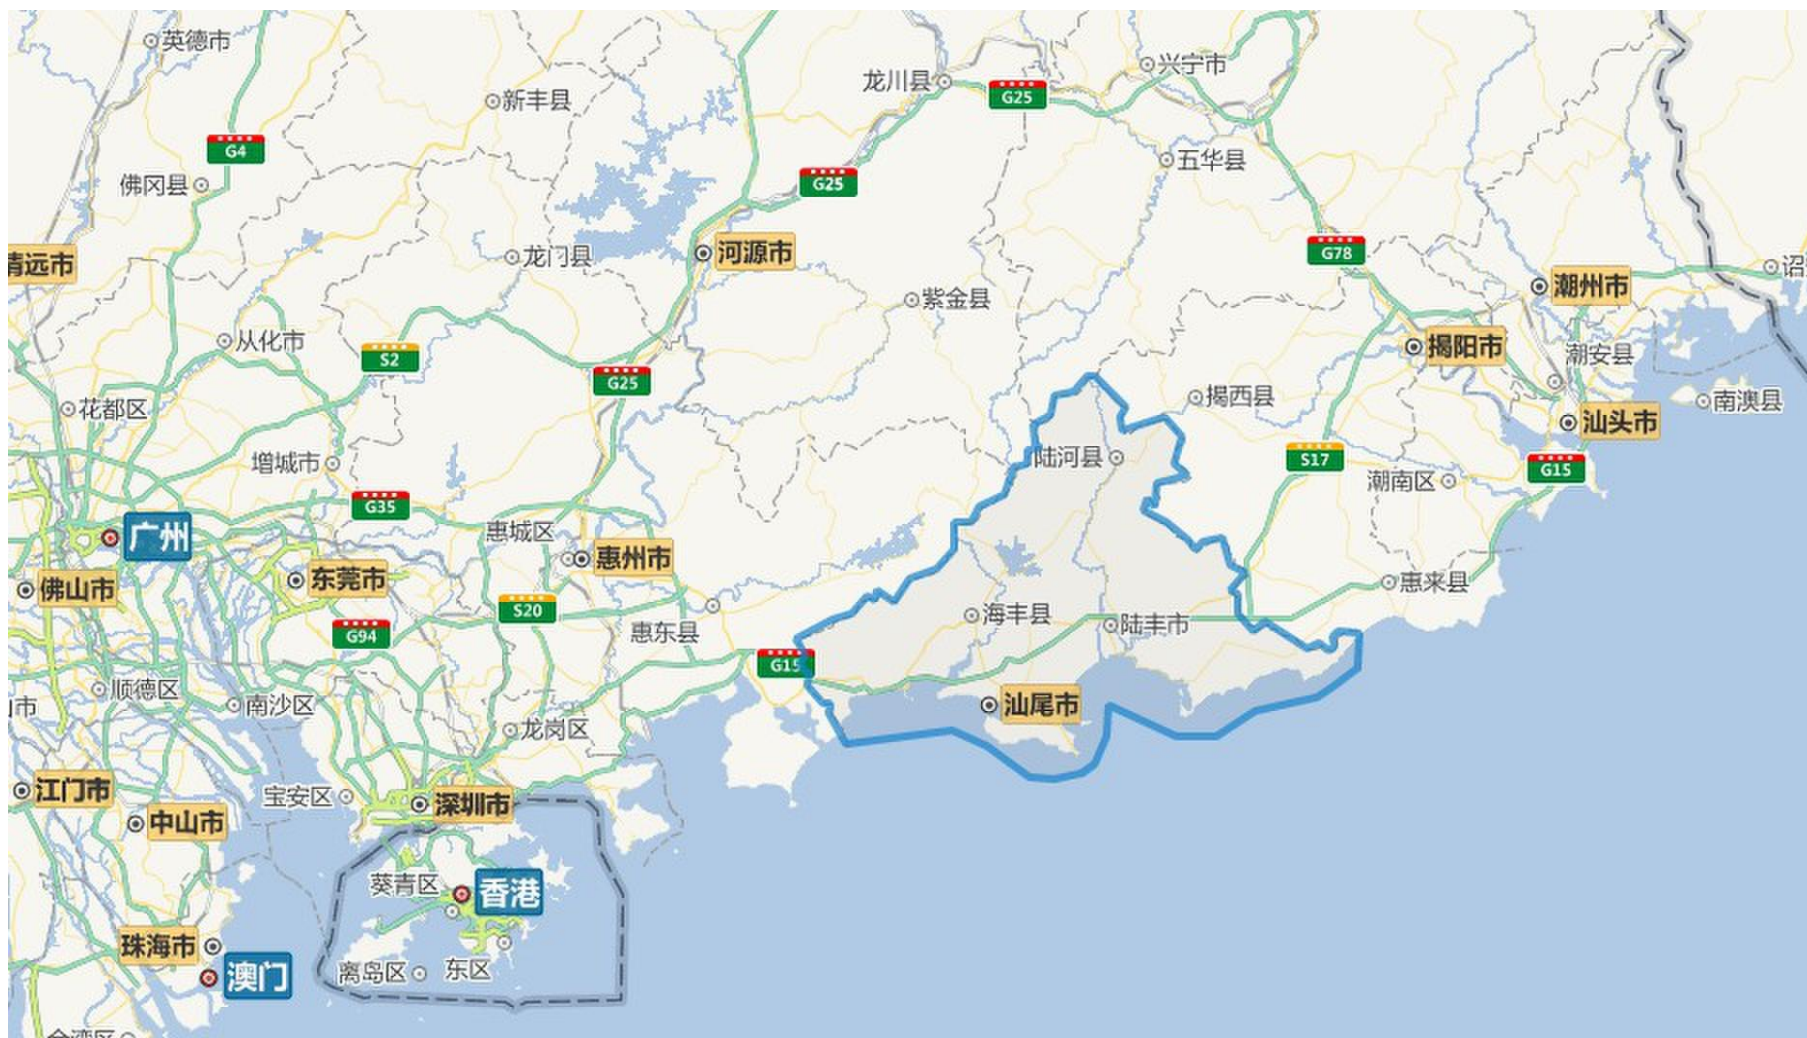 英德市
兴宁市
龙川县
G25
新丰县
G4
五华县
佛冈县
G25
G78
河源市
龙门县
清远市
诏
潮州市
紫金县
从化市
揭阳市
S2
潮安县
G25
揭西县
南澳县
花都区
汕头市
陆河县
S17
增城市
G15
潮南区
G35
惠城区
广州
惠州市
东莞市
惠来县
佛山市
S20
海丰县
陆丰市
G94
惠东县
G15
顺德区
山市
南沙区
汕尾市
龙岗区
江门市
宝安区
深圳市
中山市
葵青区
香港
珠海市
离岛区
东区
澳门
金湾区